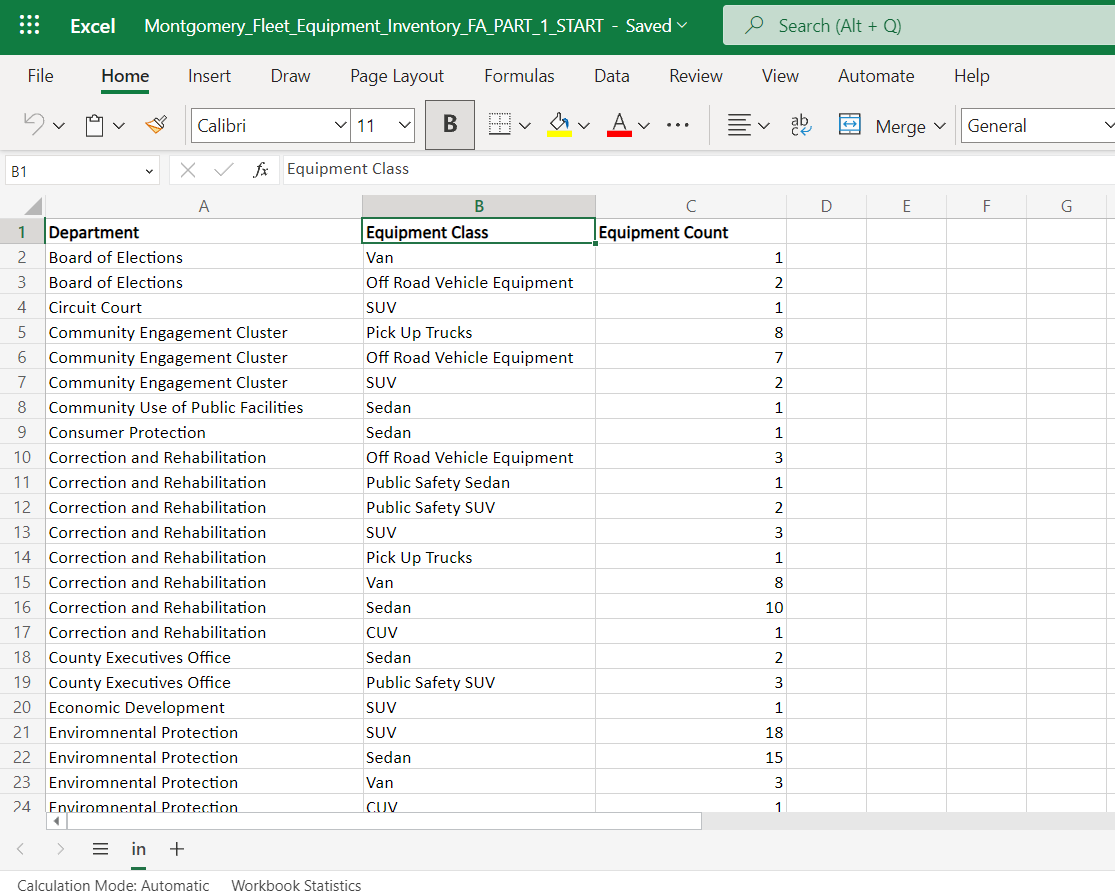 Excel Montgomery_Fleet_Equipment_Inventory_FA_PART_1_START - Saved Search (Alt + Q)
File Home Insert Draw Page Layout Formulas Data Review View Automate Help
Calibri 11 B A ab Merge General
B1 fx Equipment Class
A B C D E F G
1 Department Equipment Class Equipment Count
2 Board of Elections Van 1
3 Board of Elections Off Road Vehicle Equipment 2
4 Circuit Court SUV 1
5 Community Engagement Cluster Pick Up Trucks 8
6 Community Engagement Cluster Off Road Vehicle Equipment 7
7 Community Engagement Cluster SUV 2
8 Community Use of Public Facilities Sedan 1
9 Consumer Protection Sedan 1
10 Correction and Rehabilitation Off Road Vehicle Equipment 3
11 Correction and Rehabilitation Public Safety Sedan 1
12 Correction and Rehabilitation Public Safety SUV 2
13 Correction and Rehabilitation SUV 3
14 Correction and Rehabilitation Pick Up Trucks 1
15 Correction and Rehabilitation Van 8
16 Correction and Rehabilitation Sedan 10
17 Correction and Rehabilitation CUV 1
18 County Executives Office Sedan 2
19 County Executives Office Public Safety SUV 3
20 Economic Development SUV 1
21 Enviromnental Protection SUV 18
22 Enviromnental Protection Sedan 15
23 Enviromnental Protection Van 3
24 Enviromnental Protection CUV 1
in
Calculation Mode: Automatic Workbook Statistics